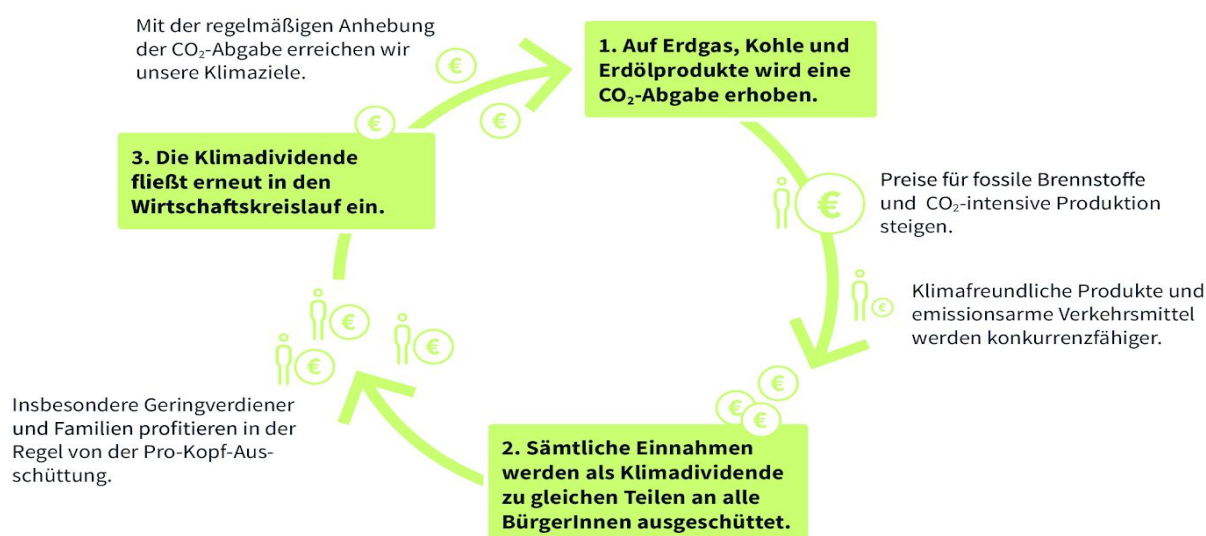 Mit der regelmäßigen Anhebung
der CO₂-Abgabe erreichen wir
unsere Klimaziele.
€
€
€
1. Auf Erdgas, Kohle und
Erdölprodukte wird eine
CO₂-Abgabe erhoben.
3. Die Klimadividende
fließt erneut in den
Wirtschaftskreislauf ein.
€
Preise für fossile Brennstoffe
und CO₂-intensive Produktion
steigen.
€
Klimafreundliche Produkte und
emissionsarme Verkehrsmittel
werden konkurrenzfähiger.
€
€
€
€
€
€
Insbesondere Geringverdiener
und Familien profitieren in der
Regel von der Pro-Kopf-Aus-
schüttung.
2. Sämtliche Einnahmen
werden als Klimadividende
zu gleichen Teilen an alle
BürgerInnen ausgeschüttet.